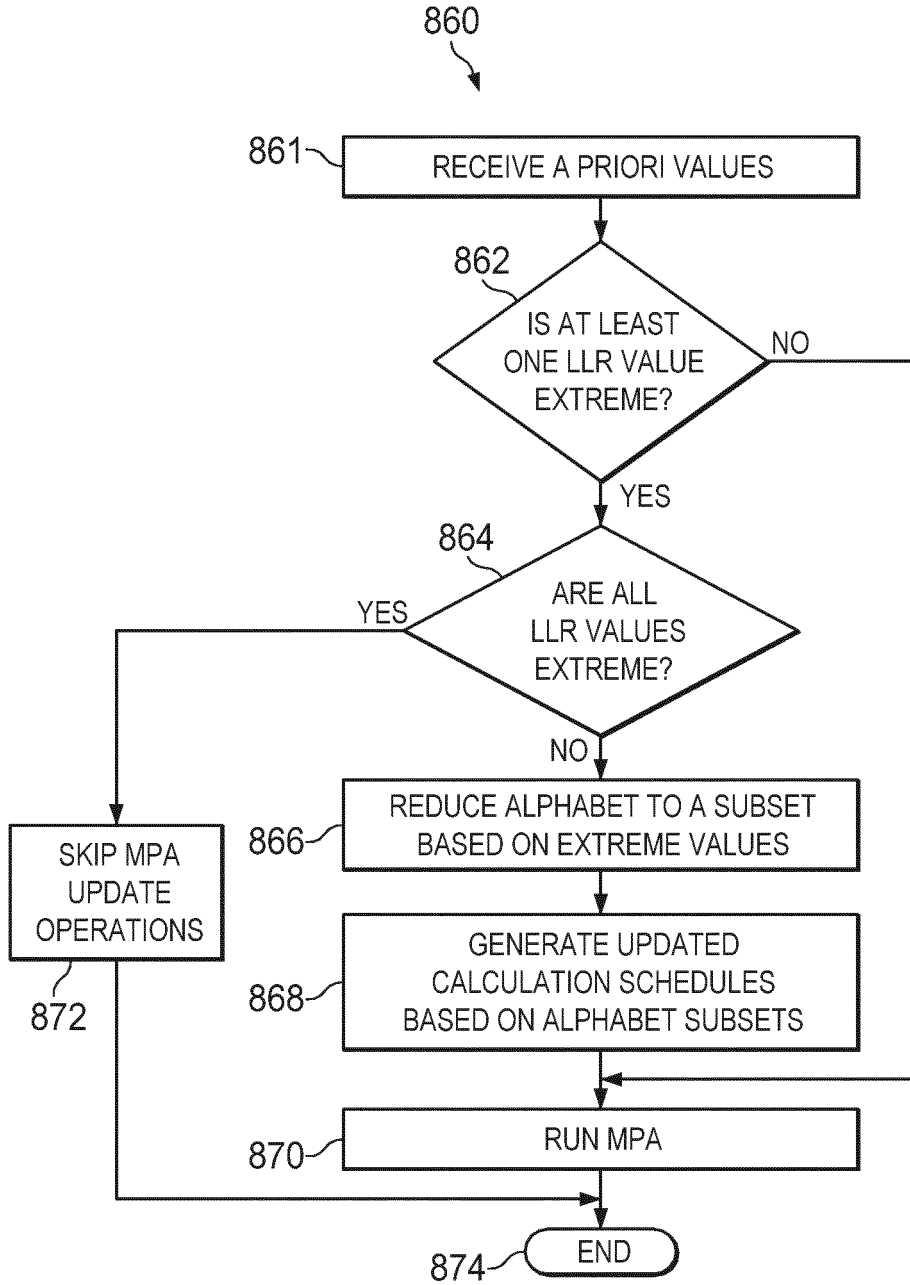 860
861
RECEIVE A PRIORI VALUES
862
IS AT LEAST
ONE LLR VALUE
EXTREME?
NO
YES
864
ARE ALL
LLR VALUES
EXTREME?
YES
NO
866
REDUCE ALPHABET TO A SUBSET
BASED ON EXTREME VALUES
SKIP MPA
UPDATE
OPERATIONS
872
868
GENERATE UPDATED
CALCULATION SCHEDULES
BASED ON ALPHABET SUBSETS
870
RUN MPA
874
END